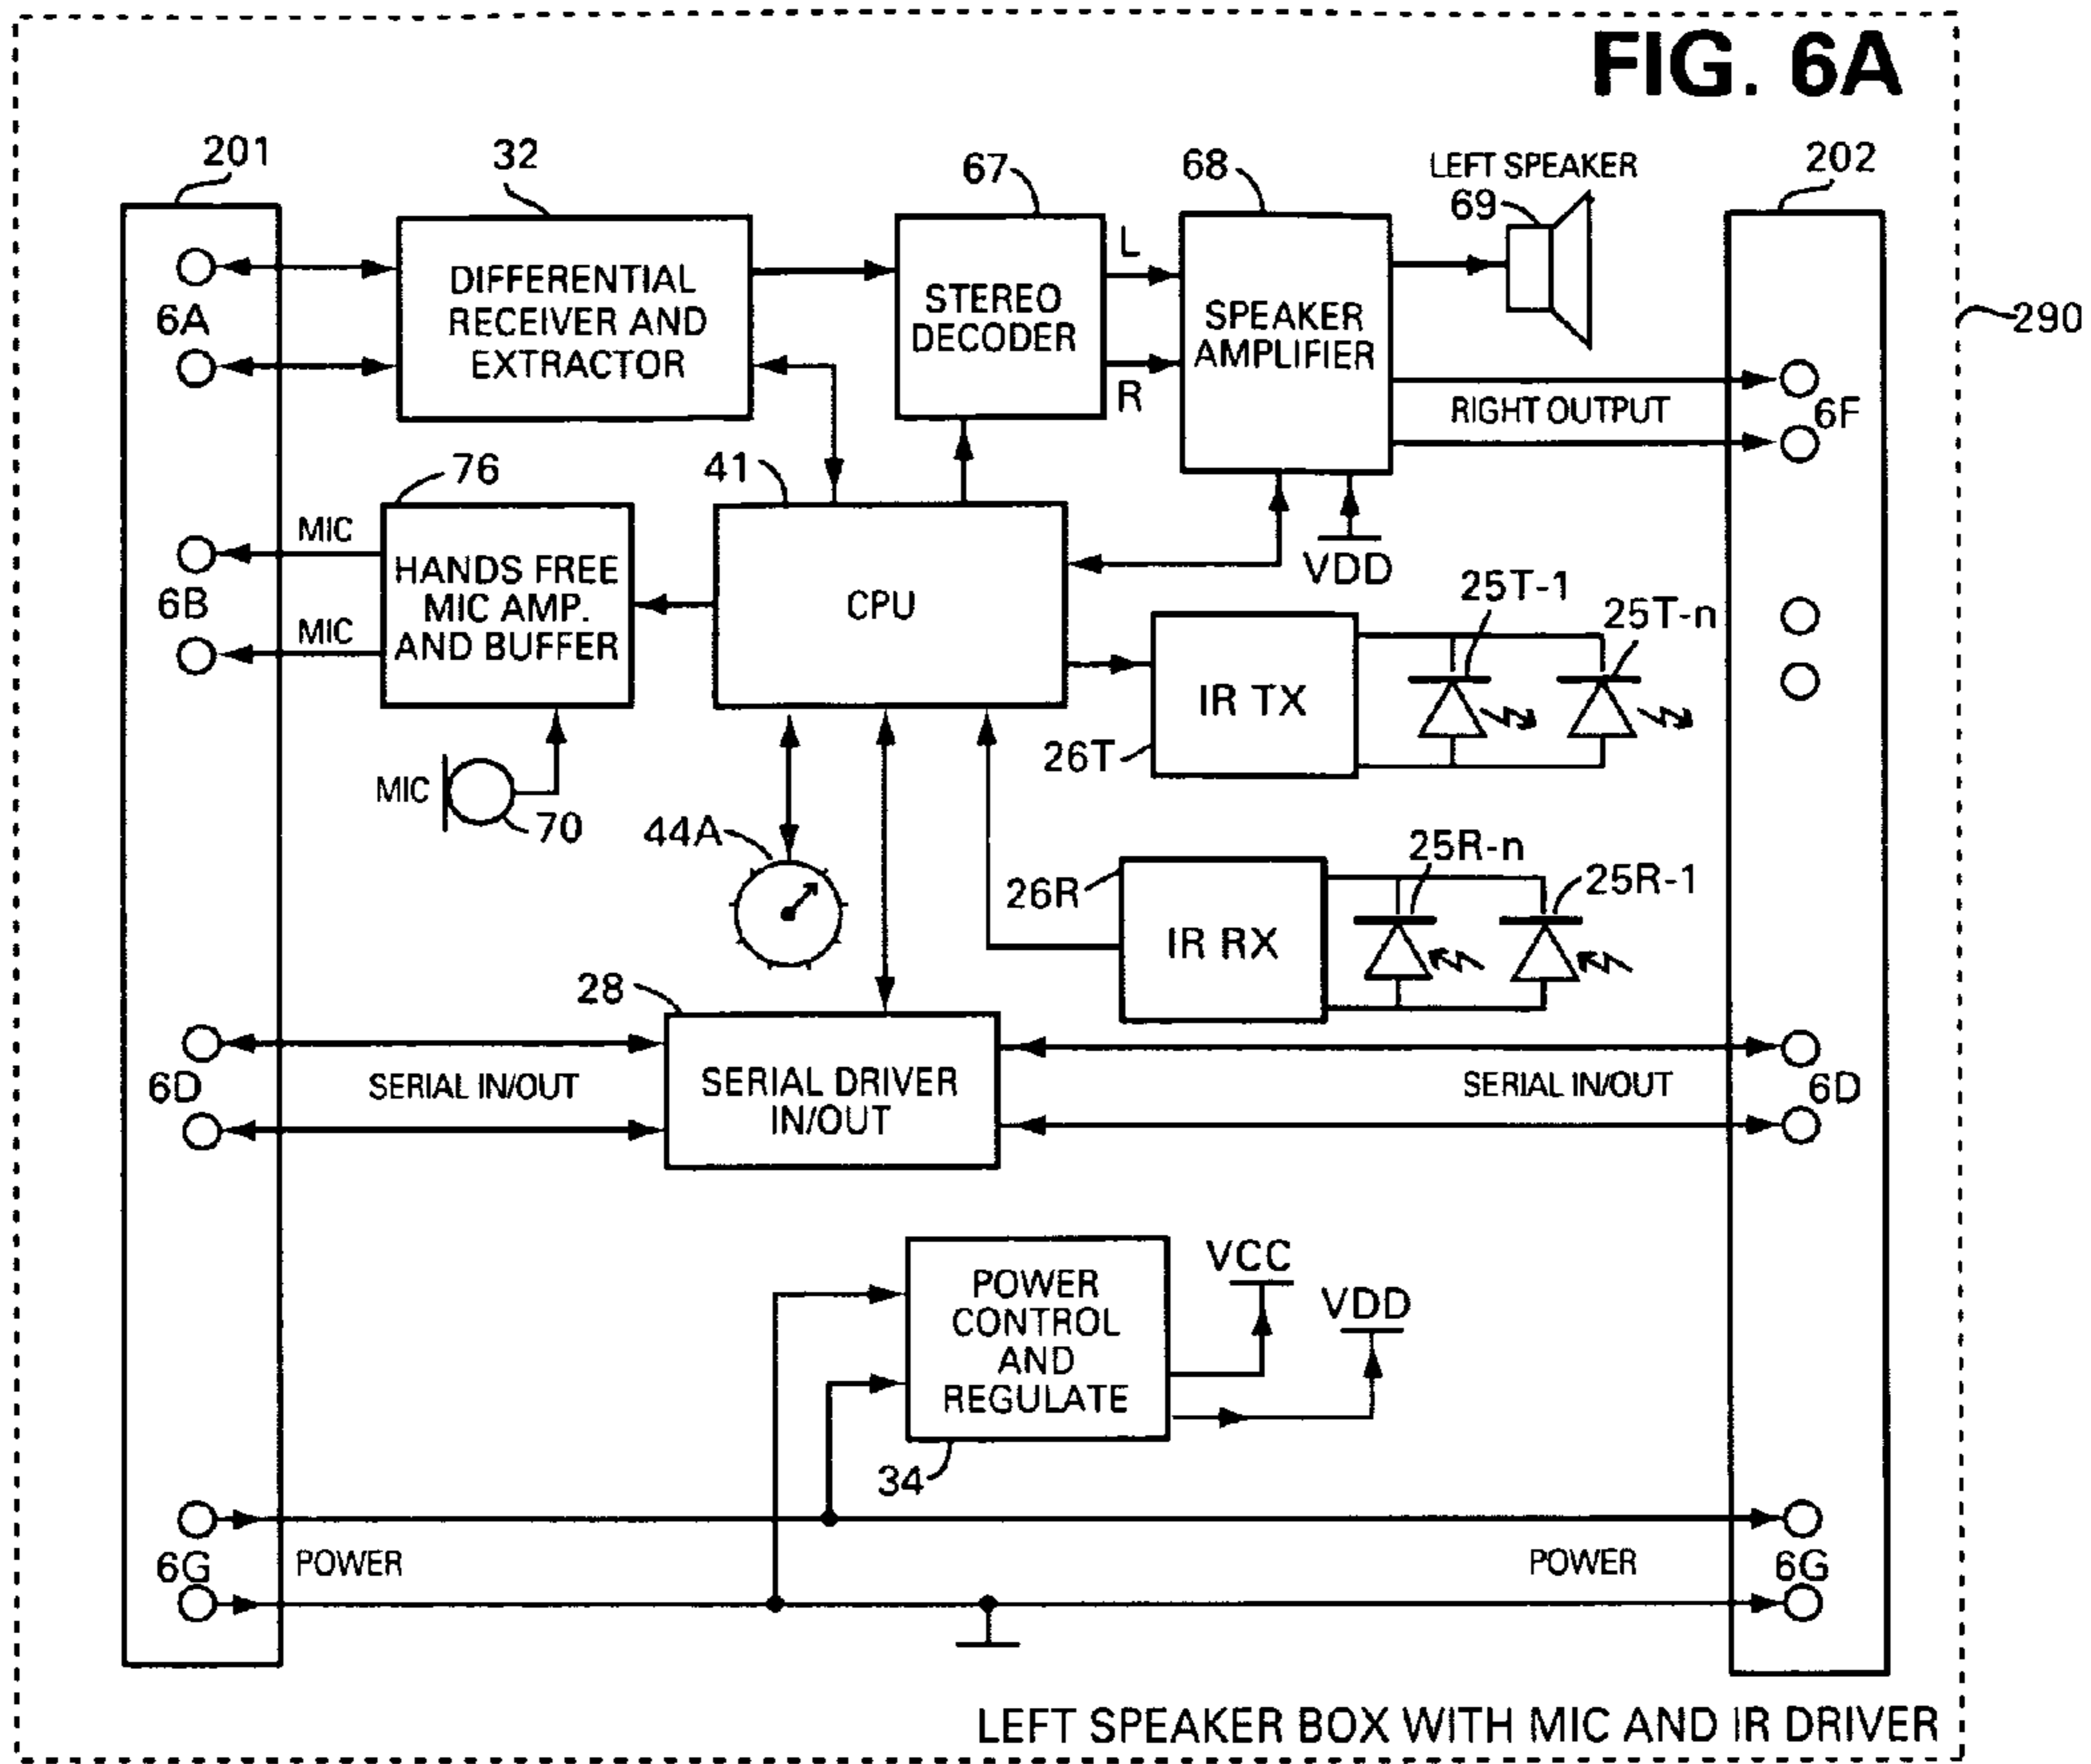 FIG. 6A
201
32
67
68
LEFT SPEAKER
69
202
290
6A
DIFFERENTIAL
RECEIVER AND
EXTRACTOR
STEREO
DECODER
L
R
SPEAKER
AMPLIFIER
RIGHT OUTPUT
6F
76
41
MIC
6B
MIC
HANDS FREE
MIC AMP.
AND BUFFER
CPU
VDD
25T-1
25T-n
IR TX
26T
MIC
70
44A
26R
IR RX
25R-n
25R-1
28
6D
SERIAL IN/OUT
SERIAL DRIVER
IN/OUT
SERIAL IN/OUT
6D
POWER
CONTROL
AND
REGULATE
VCC
VDD
34
6G
POWER
POWER
6G
LEFT SPEAKER BOX WITH MIC AND IR DRIVER